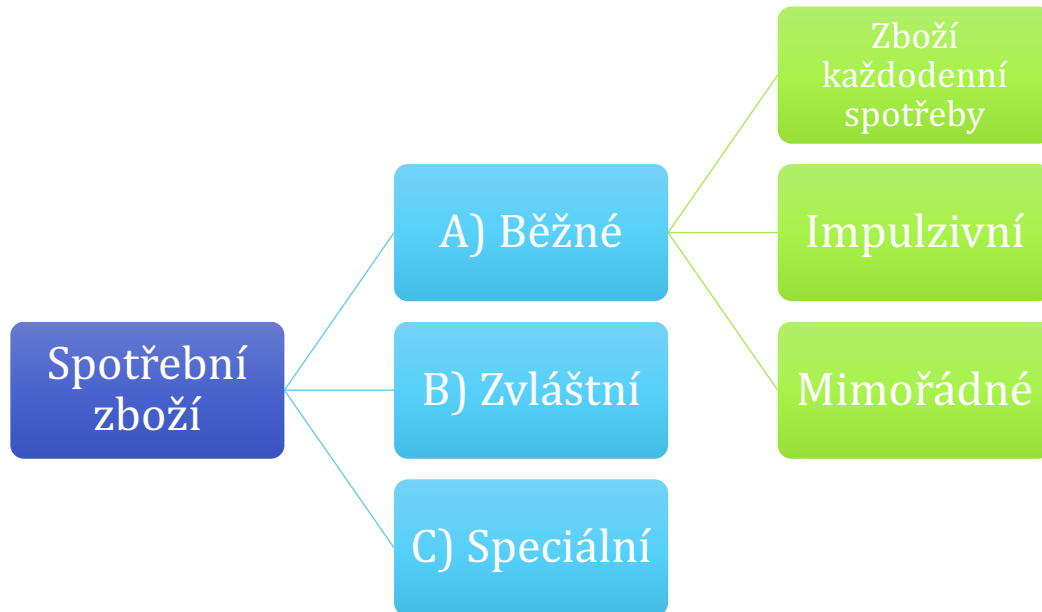 Spotřební
zboží
A) Běžné
B) Zvláštní
C) Speciální
Zboží
každodenní
spotřeby
Impulzivní
Mimořádné